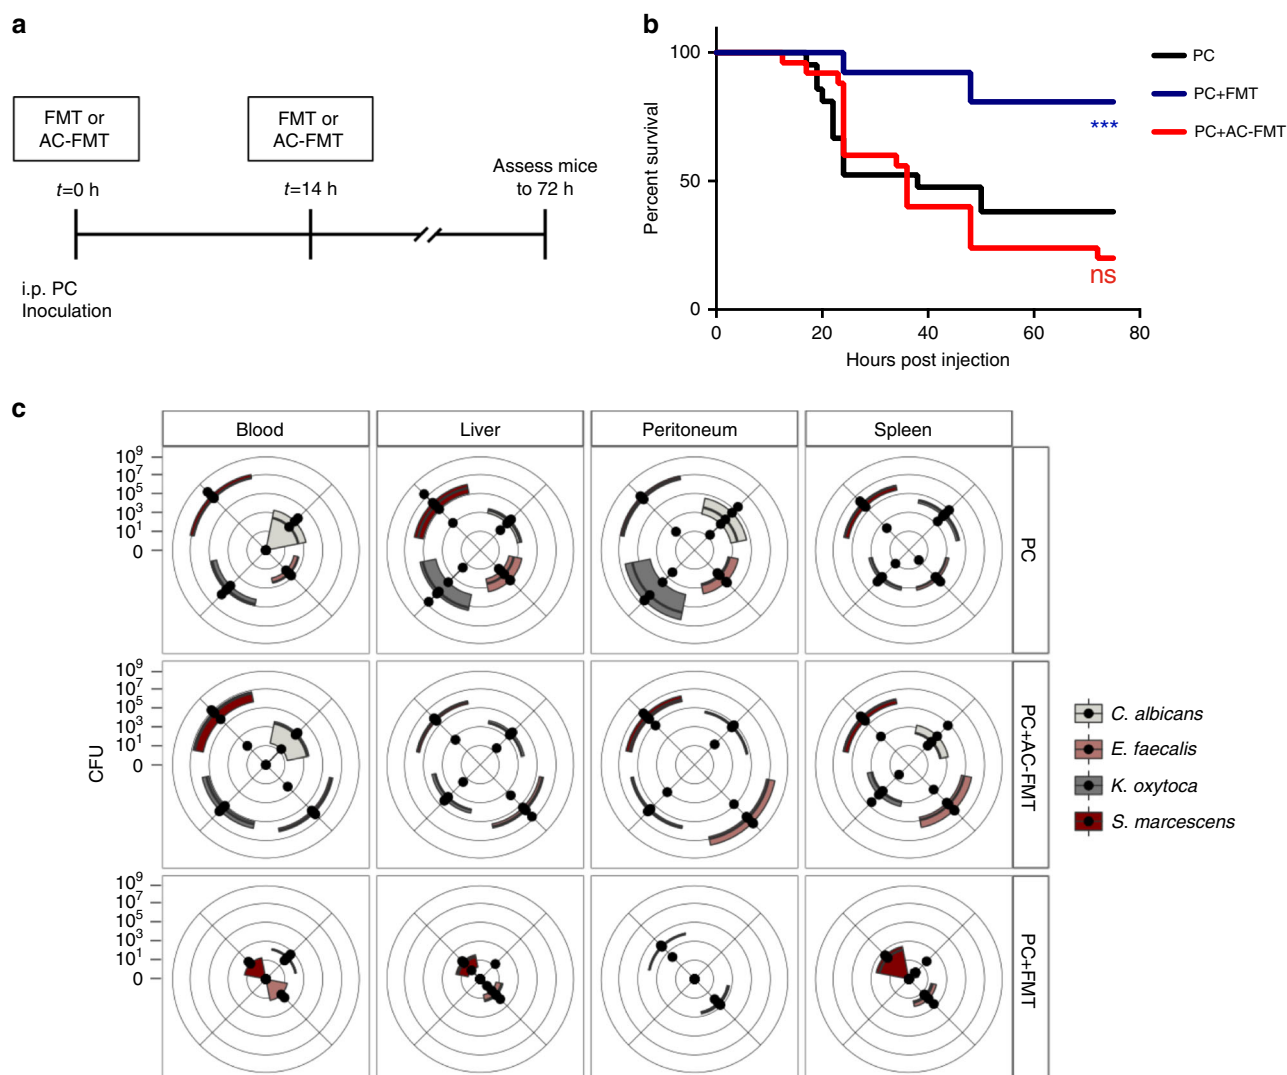 a
FMT or
AC-FMT
FMT or
AC-FMT
t=0 h
t=14 h
Assess mice
to 72 h
i.p. PC
Inoculation
b
Percent survival
100
50
0
0 20 40 60 80
Hours post injection
PC
PC+FMT
***
PC+AC-FMT
ns
c
Blood Liver Peritoneum Spleen
10⁹
10⁷
10⁵
10³
10¹
0
PC
10⁹
10⁷
10⁵
10³
10¹
0
CFU
PC+AC-FMT
10⁹
10⁷
10⁵
10³
10¹
0
PC+FMT
C. albicans
E. faecalis
K. oxytoca
S. marcescens